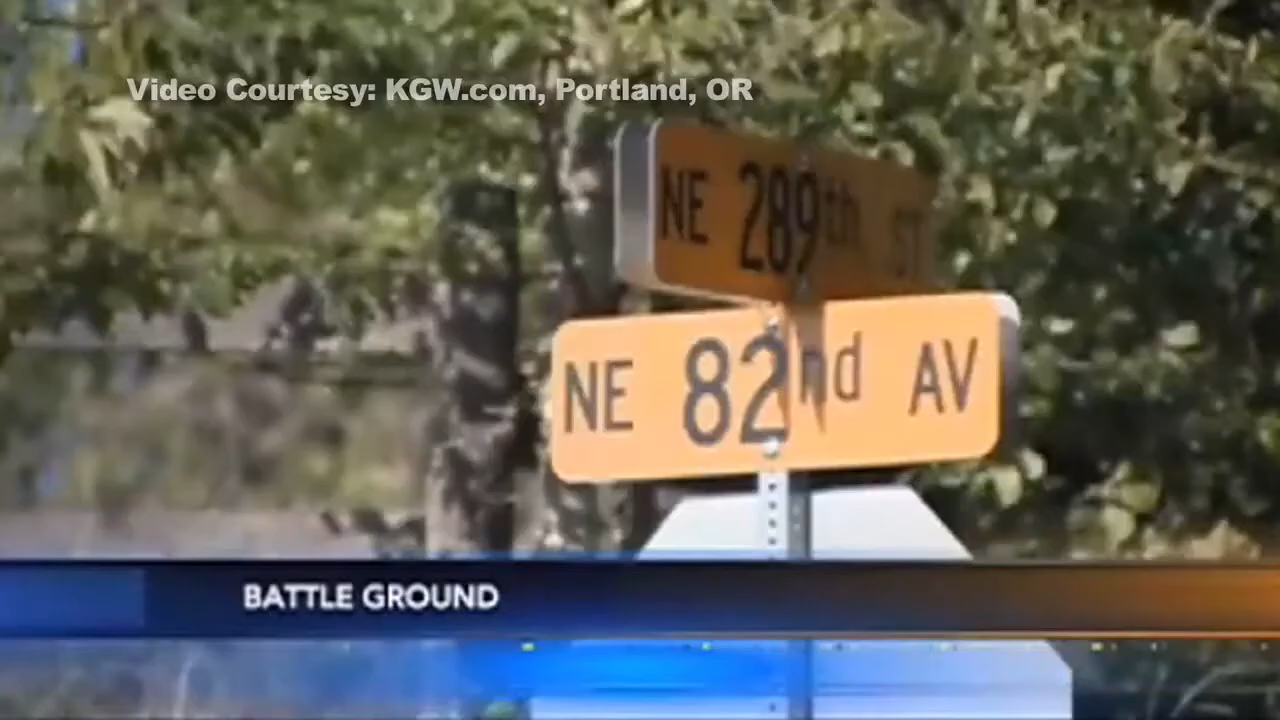 Video Courtesy: KGW.com, Portland, OR
NE 289th ST
NE 82nd AV
BATTLE GROUND